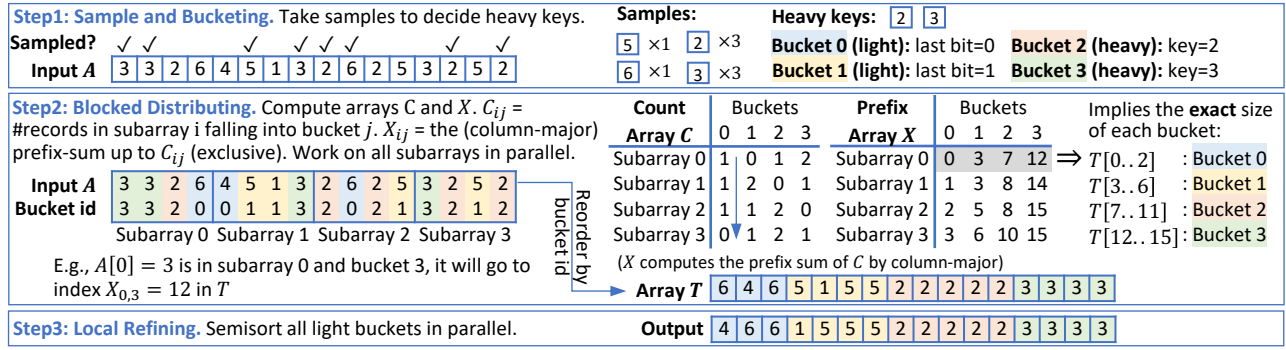 Step1: Sample and Bucketing. Take samples to decide heavy keys.
Sampled? ✓ ✓ ✓ ✓ ✓ ✓ ✓ ✓
Input A 3 3 2 6 4 5 1 3 2 6 2 5 3 2 5 2
Samples:
5 ×1 2 ×3
6 ×1 3 ×3
Heavy keys: 2 3
Bucket 0 (light): last bit=0 Bucket 2 (heavy): key=2
Bucket 1 (light): last bit=1 Bucket 3 (heavy): key=3
Step2: Blocked Distributing. Compute arrays C and X. C_ij =
#records in subarray i falling into bucket j. X_ij = the (column-major)
prefix-sum up to C_ij (exclusive). Work on all subarrays in parallel.
Input A 3 3 2 6 4 5 1 3 2 6 2 5 3 2 5 2
Bucket id 3 3 2 0 0 1 1 3 2 0 2 1 3 2 1 2
Subarray 0 Subarray 1 Subarray 2 Subarray 3
E.g., A[0] = 3 is in subarray 0 and bucket 3, it will go to
index X_0,3 = 12 in T
Reorder by
bucket id
Count Buckets
Array C 0 1 2 3
Subarray 0 1 0 1 2
Subarray 1 1 2 0 1
Subarray 2 1 1 2 0
Subarray 3 0 1 2 1
Prefix Buckets
Array X 0 1 2 3
Subarray 0 0 3 7 12
Subarray 1 1 3 8 14
Subarray 2 2 5 8 15
Subarray 3 3 6 10 15
Implies the exact size
of each bucket:
⇒ T[0..2] : Bucket 0
T[3..6] : Bucket 1
T[7..11] : Bucket 2
T[12..15] : Bucket 3
(X computes the prefix sum of C by column-major)
Array T 6 4 6 5 1 5 5 2 2 2 2 2 3 3 3 3
Step3: Local Refining. Semisort all light buckets in parallel.
Output 4 6 6 1 5 5 5 2 2 2 2 2 3 3 3 3